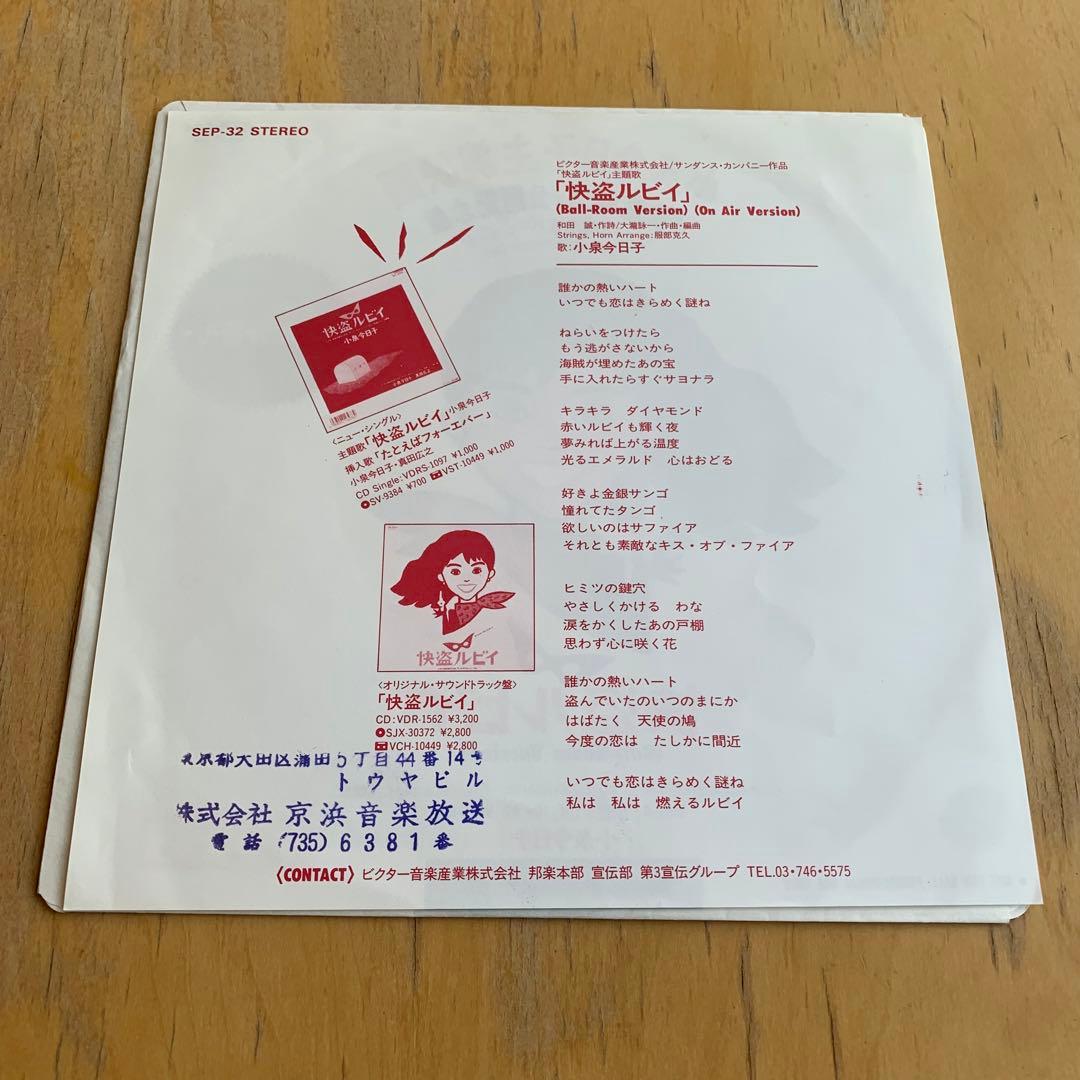 SEP-32 STEREO
ビクター音楽産業株式会社/サンダンス・カンパニー作品
「快盗ルビイ」主題歌
「快盗ルビイ」
(Ball-Room Version) (On Air Version)
和田 誠・作詩/大瀧詠一・作曲・編曲
Strings, Horn Arrange:服部克久
歌:小泉今日子
誰かの熱いハート
いつでも恋はきらめく謎ね
ねらいをつけたら
もう逃がさないから
海賊が埋めたあの宝
手に入れたらすぐサヨナラ
キラキラ ダイヤモンド
赤いルビイも輝く夜
夢みれば上がる温度
光るエメラルド 心はおどる
好きよ金銀サンゴ
憧れてたタンゴ
欲しいのはサファイア
それとも素敵なキス・オブ・ファイア
ヒミツの鍵穴
やさしくかける わな
涙をかくしたあの戸棚
思わず心に咲く花
誰かの熱いハート
盗んでいたのいつのまにか
はばたく 天使の鳩
今度の恋は たしかに間近
いつでも恋はきらめく謎ね
私は 私は 燃えるルビイ
快盗ルビイ
小泉今日子
〈ニュー・シングル〉
主題歌「快盗ルビイ」小泉今日子
挿入歌「たとえばフォーエバー」
小泉今日子・真田広之
CD Single:VDRS-1097 ¥1,000
SV-9384 ¥700 VST-10449 ¥1,000
快盗ルビイ
〈オリジナル・サウンドトラック盤〉
「快盗ルビイ」
CD:VDR-1562 ¥3,200
SJX-30372 ¥2,800
VCH-10449 ¥2,800
東京都大田区蒲田5丁目44番14号
トウヤビル
株式会社 京浜音楽放送
電話 (735) 6381番
〈CONTACT〉ビクター音楽産業株式会社 邦楽本部 宣伝部 第3宣伝グループ TEL.03・746・5575